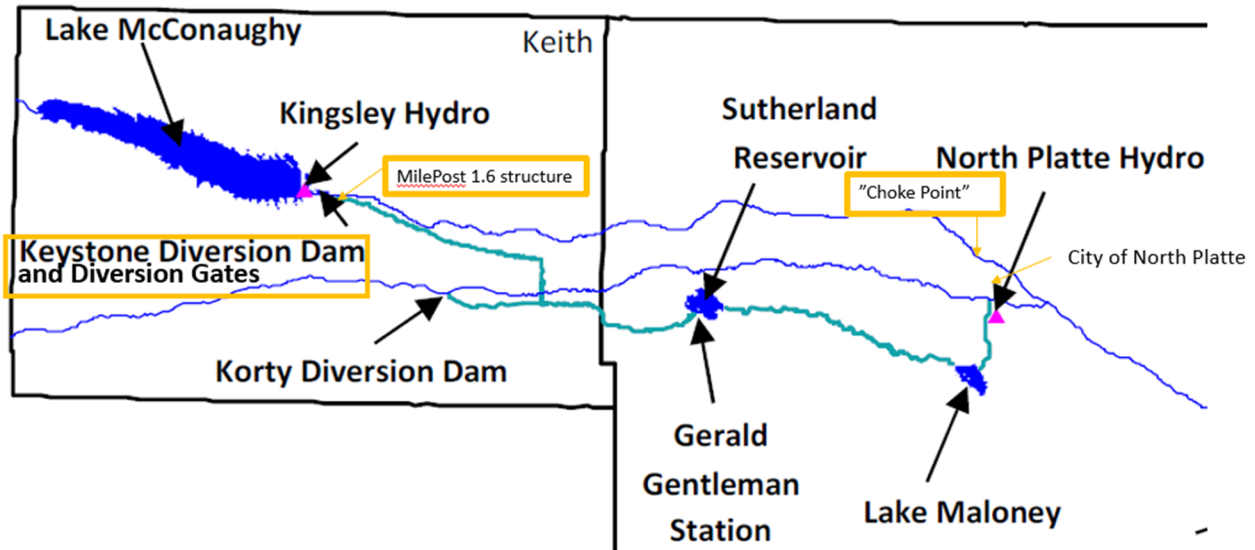 Lake McConaughy
Keith
Kingsley Hydro
MilePost 1.6 structure
Keystone Diversion Dam
and Diversion Gates
Korty Diversion Dam
Sutherland
Reservoir
North Platte Hydro
”Choke Point”
City of North Platte
Gerald
Gentleman
Station
Lake Maloney